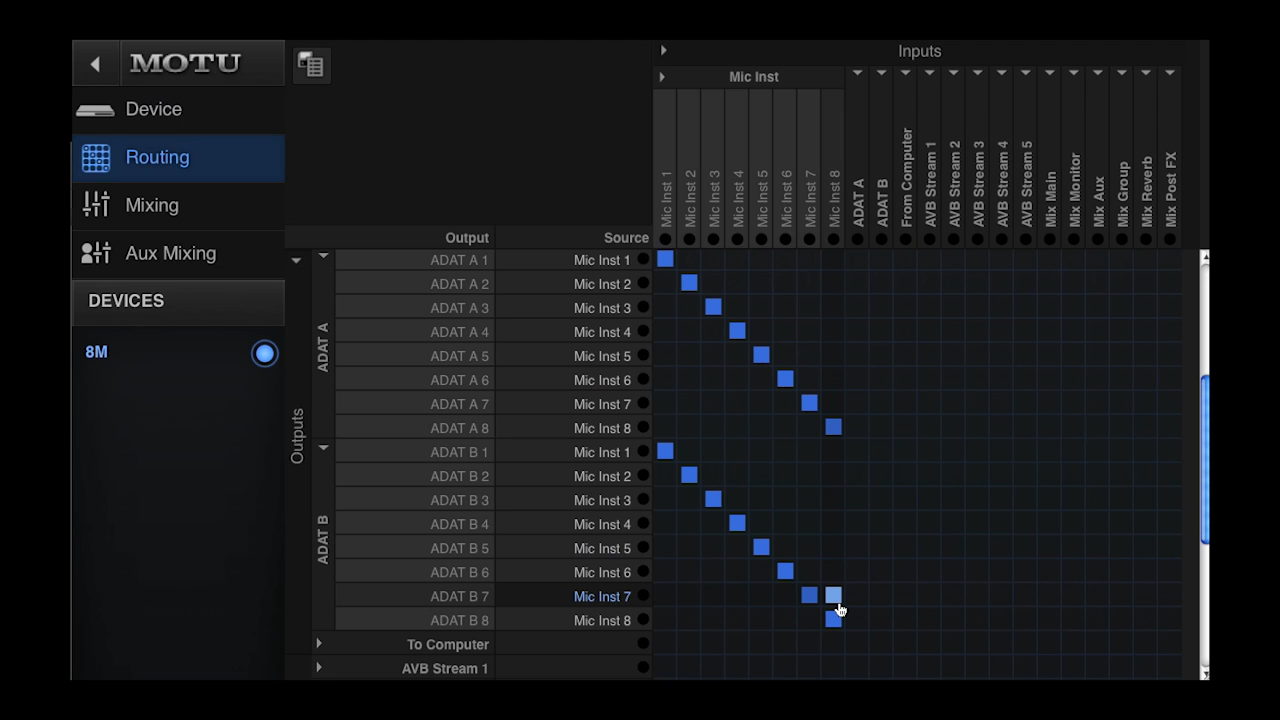 MOTU
Device
Routing
Mixing
Aux Mixing
DEVICES
8M
Inputs
Mic Inst
Mic Inst 1
Mic Inst 2
Mic Inst 3
Mic Inst 4
Mic Inst 5
Mic Inst 6
Mic Inst 7
Mic Inst 8
ADAT A
ADAT B
From Computer
AVB Stream 1
AVB Stream 2
AVB Stream 3
AVB Stream 4
AVB Stream 5
Mix Main
Mix Monitor
Mix Aux
Mix Group
Mix Reverb
Mix Post FX
Output Source
Outputs
ADAT A
ADAT A 1 Mic Inst 1
ADAT A 2 Mic Inst 2
ADAT A 3 Mic Inst 3
ADAT A 4 Mic Inst 4
ADAT A 5 Mic Inst 5
ADAT A 6 Mic Inst 6
ADAT A 7 Mic Inst 7
ADAT A 8 Mic Inst 8
ADAT B
ADAT B 1 Mic Inst 1
ADAT B 2 Mic Inst 2
ADAT B 3 Mic Inst 3
ADAT B 4 Mic Inst 4
ADAT B 5 Mic Inst 5
ADAT B 6 Mic Inst 6
ADAT B 7 Mic Inst 7
ADAT B 8 Mic Inst 8
To Computer
AVB Stream 1